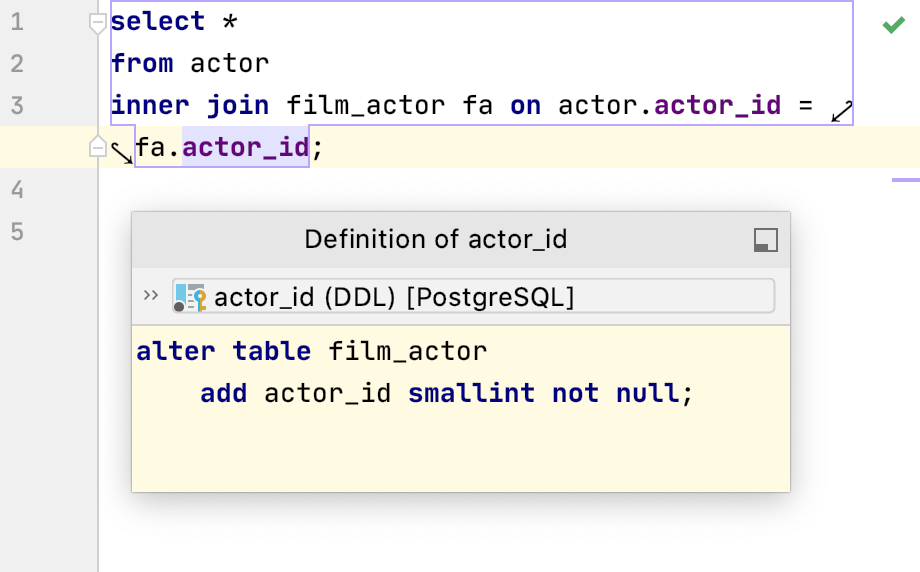 1 select *
2 from actor
3 inner join film_actor fa on actor.actor_id =
fa.actor_id;
4
5
Definition of actor_id
›› actor_id (DDL) [PostgreSQL]
alter table film_actor
add actor_id smallint not null;